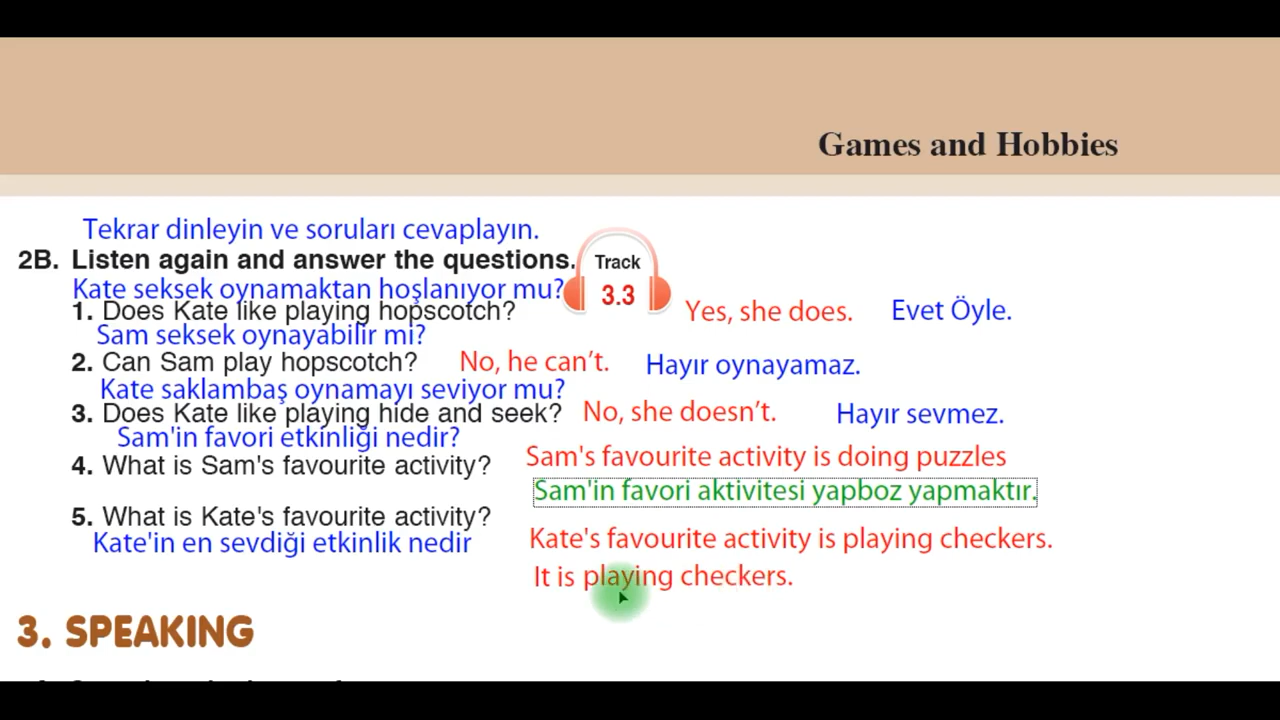 Games and Hobbies
Tekrar dinleyin ve soruları cevaplayın.
2B. Listen again and answer the questions.
Track
3.3
Kate seksek oynamaktan hoşlanıyor mu?
1. Does Kate like playing hopscotch? Yes, she does. Evet Öyle.
Sam seksek oynayabilir mi?
2. Can Sam play hopscotch? No, he can't. Hayır oynayamaz.
Kate saklambaş oynamayı seviyor mu?
3. Does Kate like playing hide and seek? No, she doesn't. Hayır sevmez.
Sam'in favori etkinliği nedir?
4. What is Sam's favourite activity? Sam's favourite activity is doing puzzles
Sam'in favori aktivitesi yapboz yapmaktır.
5. What is Kate's favourite activity?
Kate'in en sevdiği etkinlik nedir Kate's favourite activity is playing checkers.
It is playing checkers.
3. SPEAKING